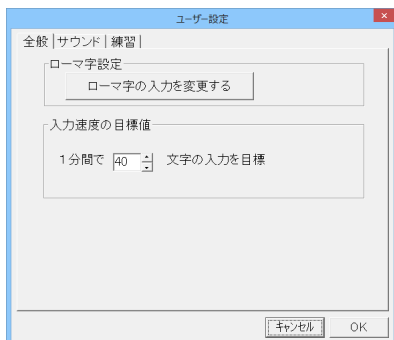 ユーザー設定
全般 サウンド 練習
ローマ字設定
ローマ字の入力を変更する
入力速度の目標値
1分間で 40 文字の入力を目標
キャンセル OK